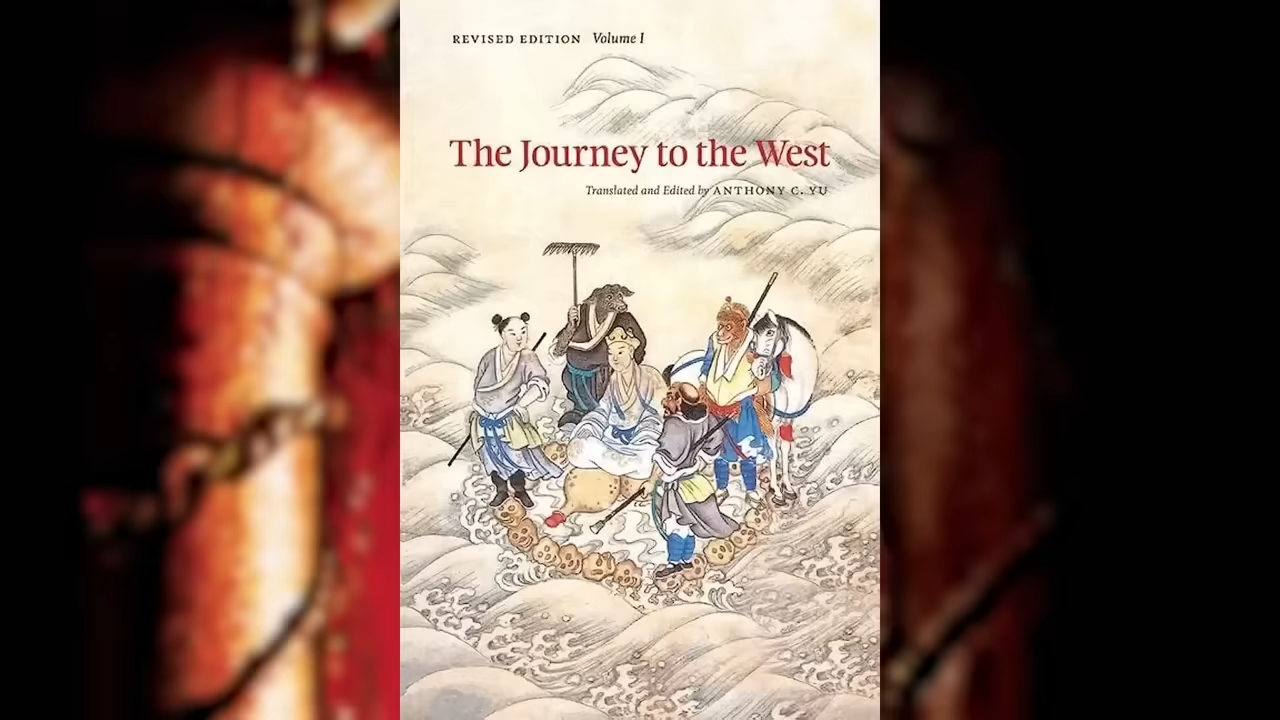 REVISED EDITION Volume I
The Journey to the West
Translated and Edited by ANTHONY C. YU